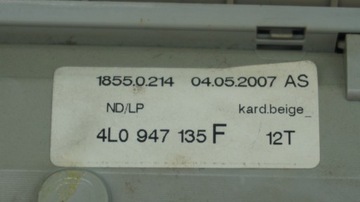 1855.0.214 04.05.2007 AS
ND/LP kard.beige_
4L0 947 135 F 12T